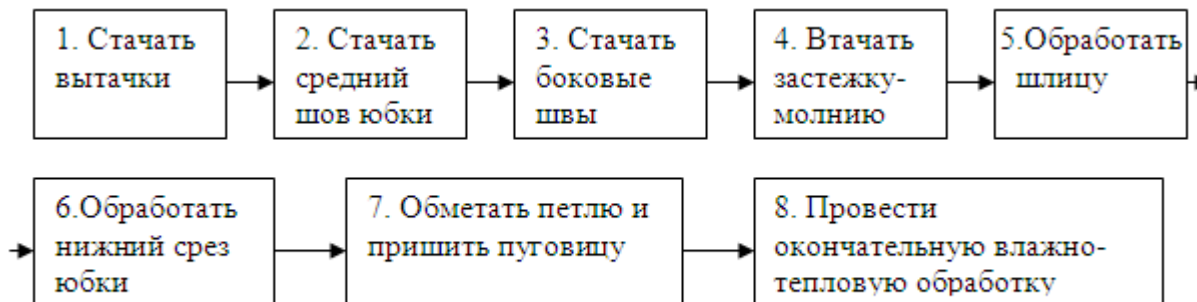 1. Стачать
вытачки
2. Стачать
средний
шов юбки
3. Стачать
боковые
швы
4. Втачать
застежку-
молнию
5.Обработать
шлицу
6.Обработать
нижний срез
юбки
7. Обметать петлю и
пришить пуговицу
8. Провести
окончательную влажно-
тепловую обработку